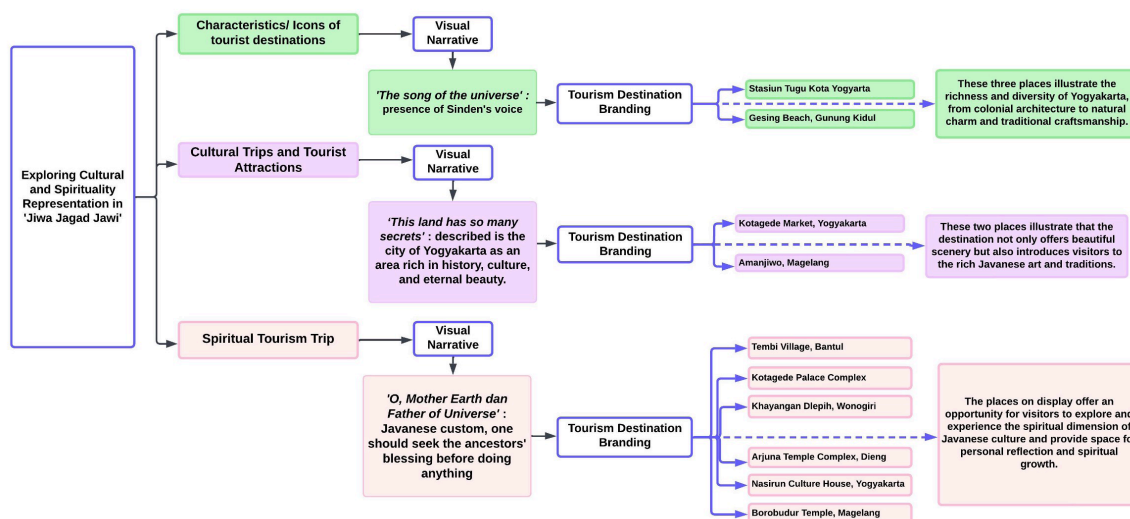 Exploring Cultural
and Spirituality
Representation in
'Jiwa Jagad Jawi'
Characteristics/ Icons of
tourist destinations
Visual
Narrative
'The song of the universe' :
presence of Sinden's voice
Tourism Destination
Branding
Stasiun Tugu Kota Yogyarta
Gesing Beach, Gunung Kidul
These three places illustrate the
richness and diversity of Yogyakarta,
from colonial architecture to natural
charm and traditional craftsmanship.
Cultural Trips and Tourist
Attractions
Visual
Narrative
'This land has so many
secrets' : described is the
city of Yogyakarta as an
area rich in history, culture,
and eternal beauty.
Tourism Destination
Branding
Kotagede Market, Yogyakarta
Amanjiwo, Magelang
These two places illustrate that the
destination not only offers beautiful
scenery but also introduces visitors to
the rich Javanese art and traditions.
Spiritual Tourism Trip
Visual
Narrative
'O, Mother Earth dan
Father of Universe' :
Javanese custom, one
should seek the ancestors'
blessing before doing
anything
Tourism Destination
Branding
Tembi Village, Bantul
Kotagede Palace Complex
Khayangan Dlepih, Wonogiri
Arjuna Temple Complex, Dieng
Nasirun Culture House, Yogyakarta
Borobudur Temple, Magelang
The places on display offer an
opportunity for visitors to explore and
experience the spiritual dimension of
Javanese culture and provide space
personal reflection and spiritual
growth.